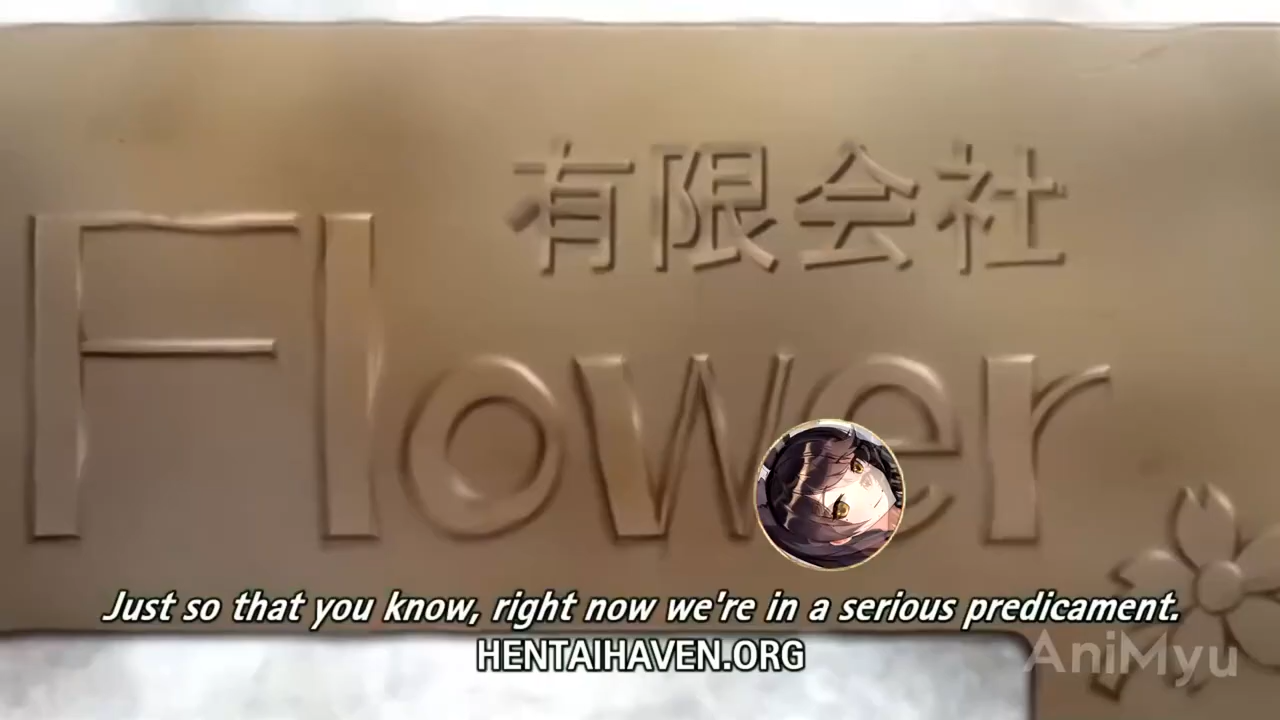 有限会社
Flower
Just so that you know, right now we're in a serious predicament.
HENTAIHAVEN.ORG
AniMyu